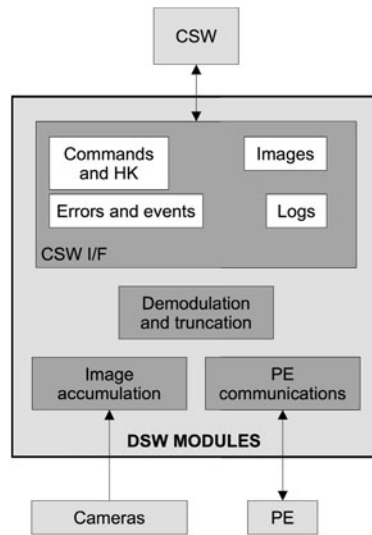 CSW
Commands
and HK
Images
Errors and events
Logs
CSW I/F
Demodulation
and truncation
Image
accumulation
PE
communications
DSW MODULES
Cameras
PE